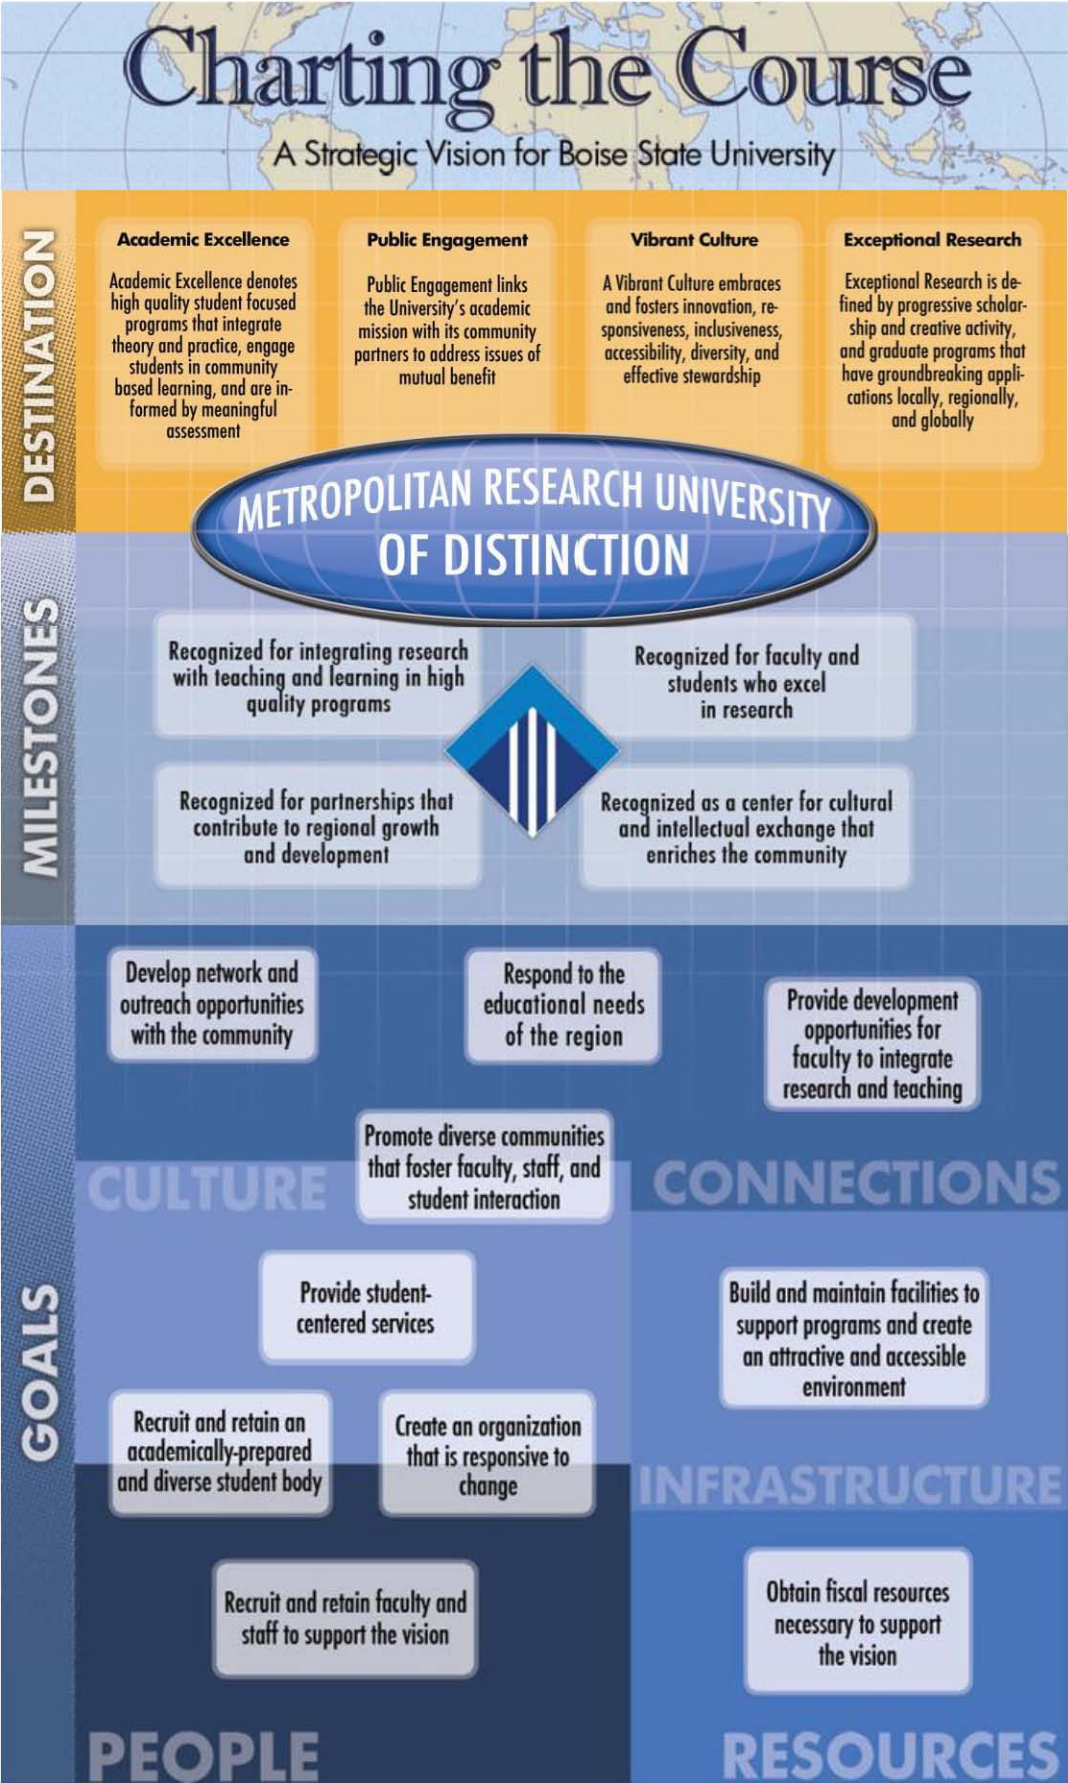 Charting the Course
A Strategic Vision for Boise State University
DESTINATION
Academic Excellence
Academic Excellence denotes
high quality student focused
programs that integrate
theory and practice, engage
students in community
based learning, and are in-
formed by meaningful
assessment
Public Engagement
Public Engagement links
the University's academic
mission with its community
partners to address issues of
mutual benefit
Vibrant Culture
A Vibrant Culture embraces
and fosters innovation, re-
sponsiveness, inclusiveness,
accessibility, diversity, and
effective stewardship
Exceptional Research
Exceptional Research is de-
fined by progressive scholar-
ship and creative activity,
and graduate programs that
have groundbreaking appli-
cations locally, regionally,
and globally
METROPOLITAN RESEARCH UNIVERSITY
OF DISTINCTION
MILESTONES
Recognized for integrating research
with teaching and learning in high
quality programs
Recognized for faculty and
students who excel
in research
Recognized for partnerships that
contribute to regional growth
and development
Recognized as a center for cultural
and intellectual exchange that
enriches the community
GOALS
Develop network and
outreach opportunities
with the community
Respond to the
educational needs
of the region
Provide development
opportunities for
faculty to integrate
research and teaching
Promote diverse communities
that foster faculty, staff, and
student interaction
CULTURE
CONNECTIONS
Provide student-
centered services
Build and maintain facilities to
support programs and create
an attractive and accessible
environment
Recruit and retain an
academically-prepared
and diverse student body
Create an organization
that is responsive to
change
INFRASTRUCTURE
Recruit and retain faculty and
staff to support the vision
Obtain fiscal resources
necessary to support
the vision
PEOPLE
RESOURCES